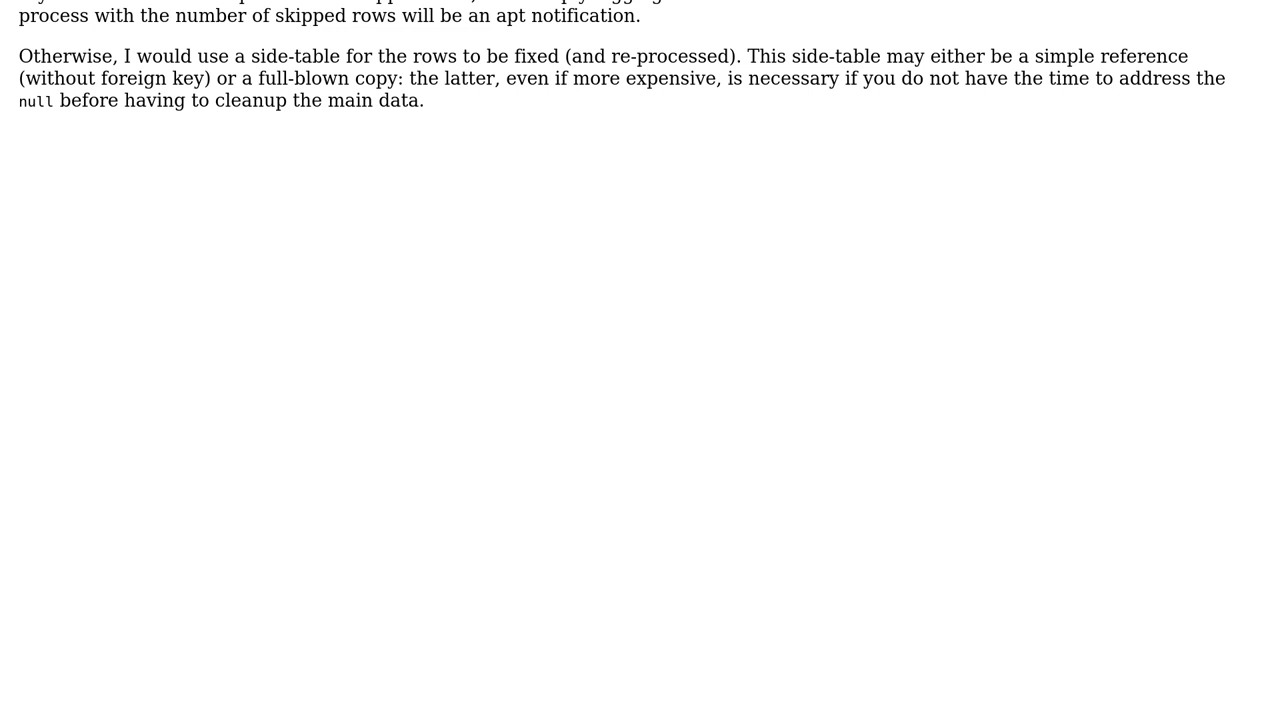 process with the number of skipped rows will be an apt notification.
Otherwise, I would use a side-table for the rows to be fixed (and re-processed). This side-table may either be a simple reference
(without foreign key) or a full-blown copy: the latter, even if more expensive, is necessary if you do not have the time to address the
null before having to cleanup the main data.